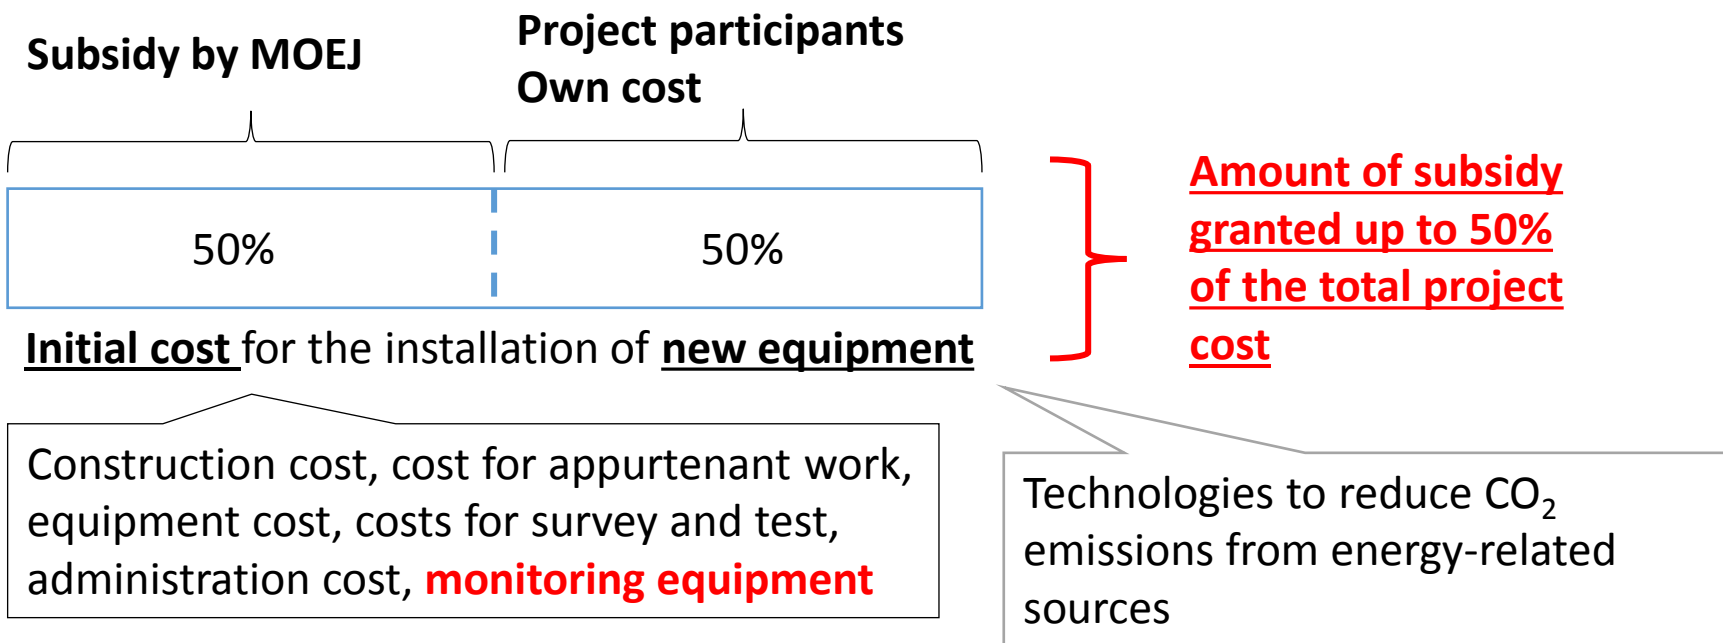 Subsidy by MOEJ
Project participants
Own cost
50%
50%
Amount of subsidy
granted up to 50%
of the total project
cost
Initial cost for the installation of new equipment
Construction cost, cost for appurtenant work,
equipment cost, costs for survey and test,
administration cost, monitoring equipment
Technologies to reduce CO₂
emissions from energy-related
sources